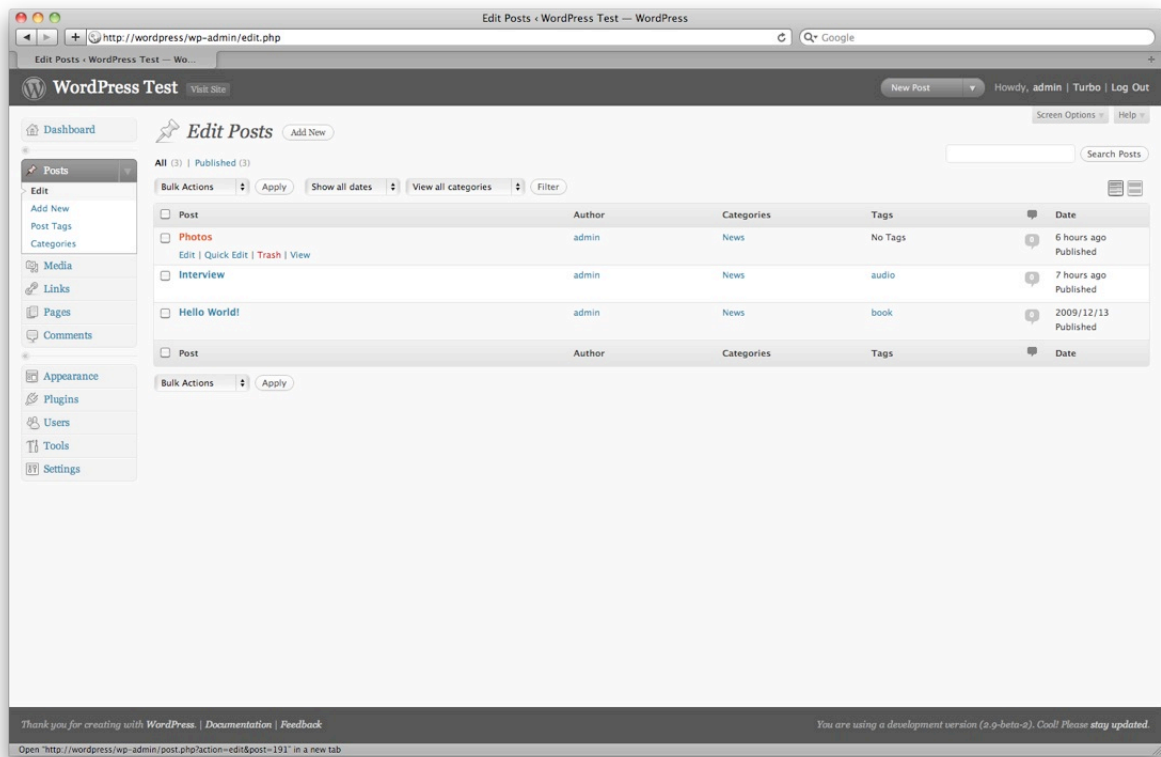 Edit Posts ‹ WordPress Test — WordPress
http://wordpress/wp-admin/edit.php
Google
Edit Posts ‹ WordPress Test — Wo...
WordPress Test Visit Site
New Post
Howdy, admin | Turbo | Log Out
Screen Options Help
Dashboard
Posts
Edit
Add New
Post Tags
Categories
Media
Links
Pages
Comments
Appearance
Plugins
Users
Tools
Settings
Edit Posts Add New
Search Posts
All (3) | Published (3)
Bulk Actions Apply Show all dates View all categories Filter
Post Author Categories Tags Date
Photos admin News No Tags 0 6 hours ago
Edit | Quick Edit | Trash | View Published
Interview admin News audio 0 7 hours ago
Published
Hello World! admin News book 0 2009/12/13
Published
Post Author Categories Tags Date
Bulk Actions Apply
Thank you for creating with WordPress. | Documentation | Feedback
You are using a development version (2.9-beta-2). Cool! Please stay updated.
Open "http://wordpress/wp-admin/post.php?action=edit&post=191" in a new tab